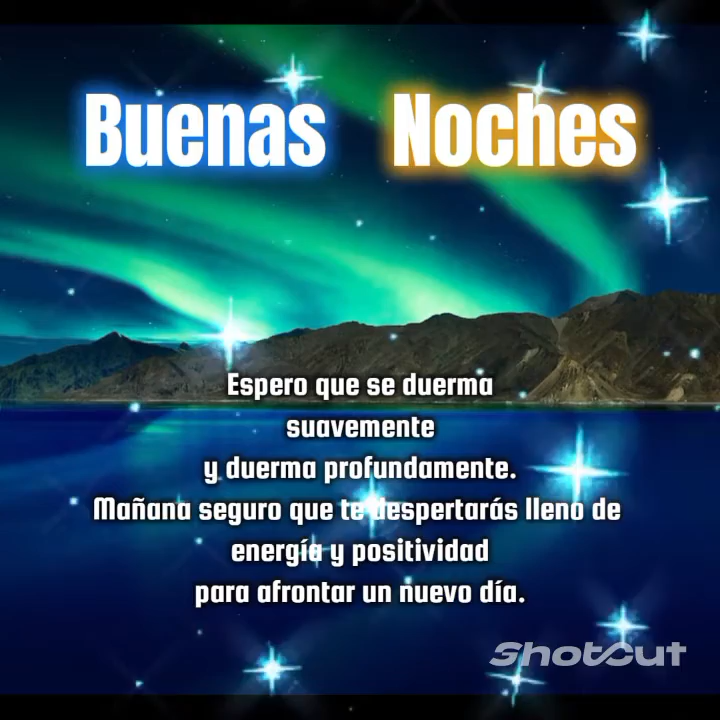 Buenas Noches
Espero que se duerma
suavemente
y duerma profundamente.
Mañana seguro que te despertarás lleno de
energía y positividad
para afrontar un nuevo día.
Shotcut